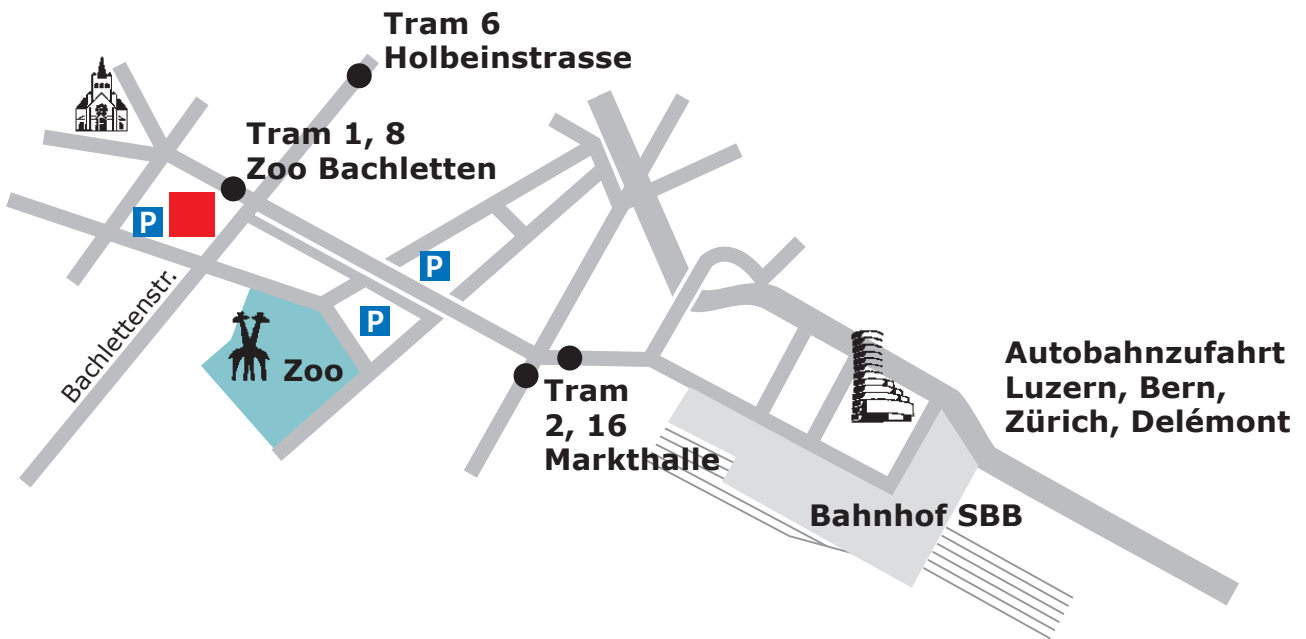 Tram 6
Holbeinstrasse
Tram 1, 8
Zoo Bachletten
P
P
P
Bachlettenstr.
Zoo
Tram
2, 16
Markthalle
Autobahnzufahrt
Luzern, Bern,
Zürich, Delémont
Bahnhof SBB